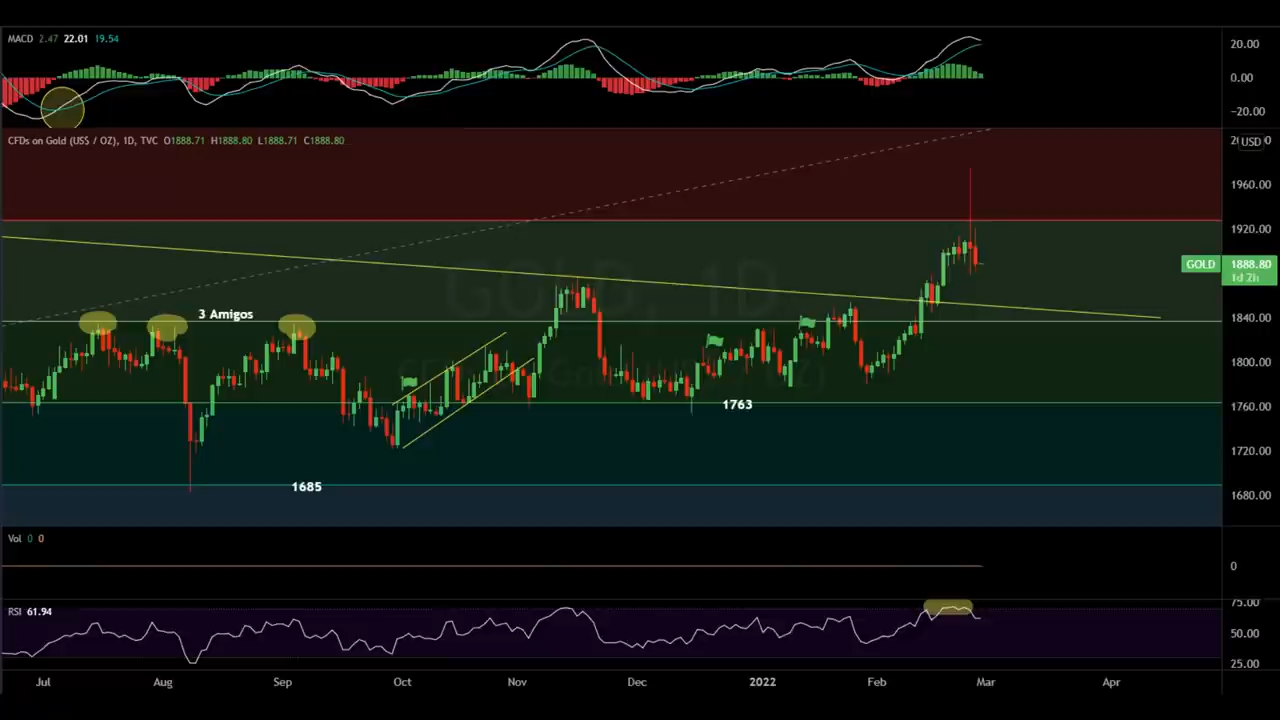 MACD 2.47 22.01 19.54
20.00
0.00
−20.00
CFDs on Gold (US$ / OZ), 1D, TVC O1888.71 H1888.80 L1888.71 C1888.80
USD
1960.00
1920.00
GOLD 1888.80
1d 2h
GOLD, 1D
3 Amigos
1840.00
1800.00
1763
1760.00
1720.00
1685
1680.00
Vol 0 0
0
RSI 61.94
75.00
50.00
25.00
Jul Aug Sep Oct Nov Dec 2022 Feb Mar Apr